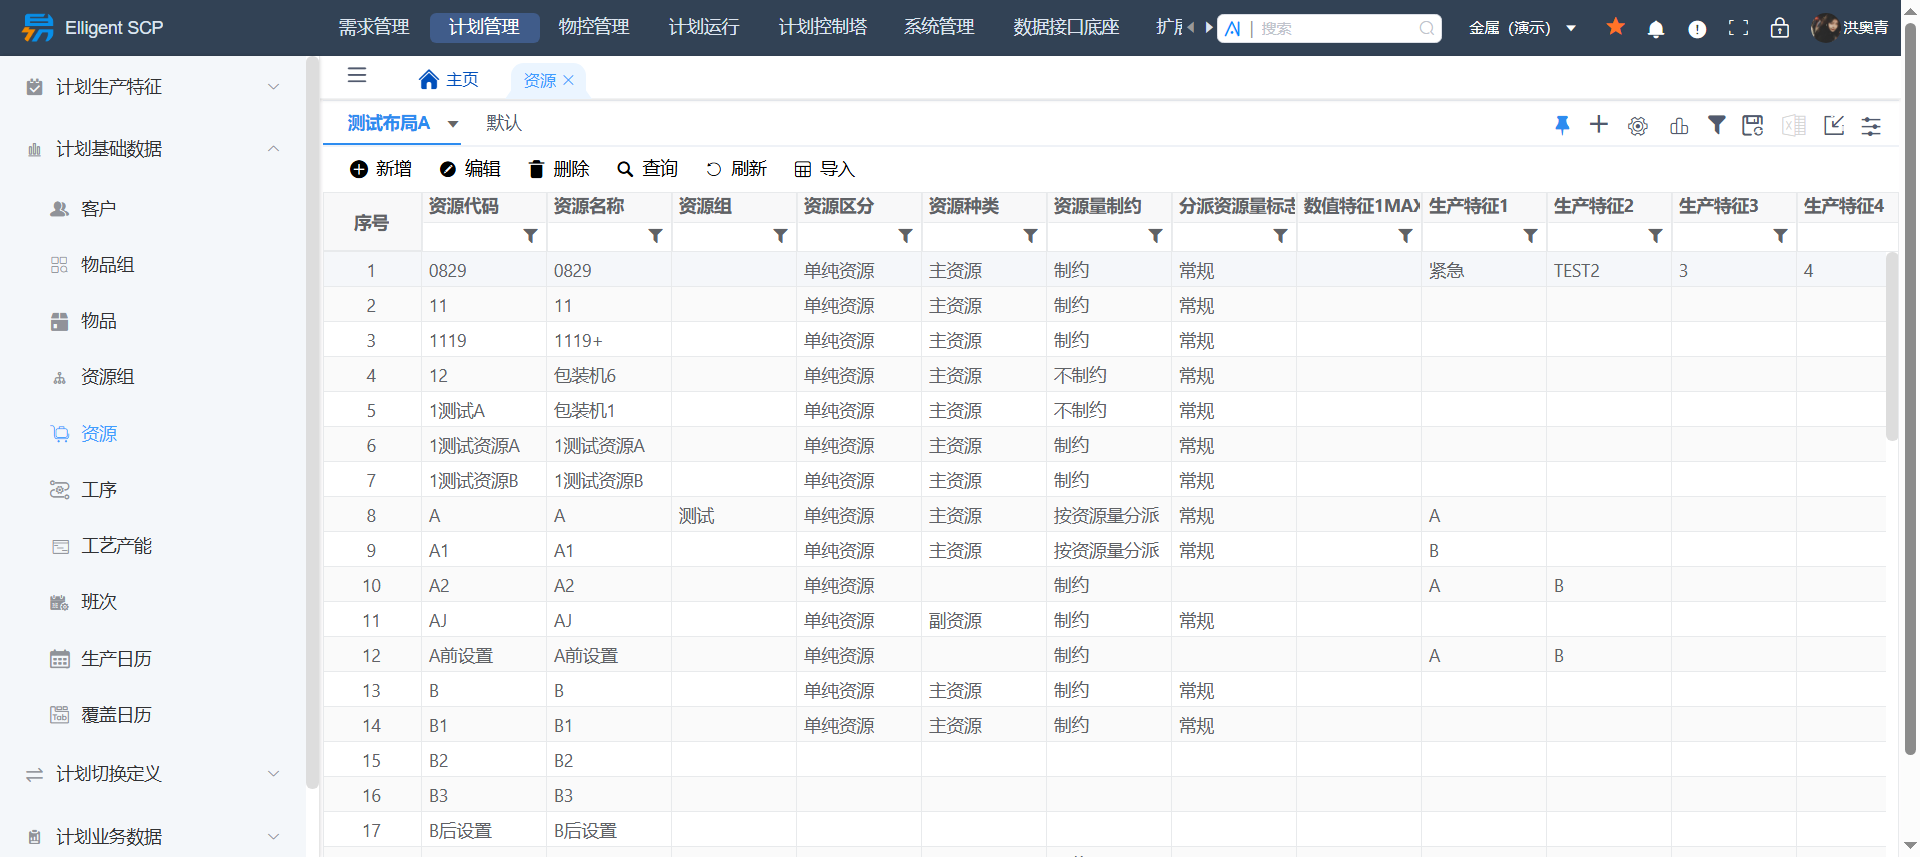 Elligent SCP
需求管理 计划管理 物控管理 计划运行 计划控制塔 系统管理 数据接口底座
搜索
金属（演示）
洪奥青
计划生产特征
计划基础数据
客户
物品组
物品
资源组
资源
工序
工艺产能
班次
生产日历
Tab
覆盖日历
计划切换定义
计划业务数据
主页 资源
测试布局A 默认
新增 编辑 删除 查询 刷新 导入
序号 资源代码 资源名称 资源组 资源区分 资源种类 资源量制约 分派资源量标志 数值特征1MAX 生产特征1 生产特征2 生产特征3 生产特征4
1 0829 0829 单纯资源 主资源 制约 常规 紧急 TEST2 3 4
2 11 11 单纯资源 主资源 制约 常规
3 1119 1119+ 单纯资源 主资源 制约 常规
4 12 包装机6 单纯资源 主资源 不制约 常规
5 1测试A 包装机1 单纯资源 主资源 不制约 常规
6 1测试资源A 1测试资源A 单纯资源 主资源 制约 常规
7 1测试资源B 1测试资源B 单纯资源 主资源 制约 常规
8 A A 测试 单纯资源 主资源 按资源量分派 常规 A
9 A1 A1 单纯资源 主资源 按资源量分派 常规 B
10 A2 A2 单纯资源 制约 A B
11 AJ AJ 单纯资源 副资源 制约 常规
12 A前设置 A前设置 单纯资源 制约 A B
13 B B 单纯资源 主资源 制约 常规
14 B1 B1 单纯资源 主资源 制约 常规
15 B2 B2
16 B3 B3
17 B后设置 B后设置